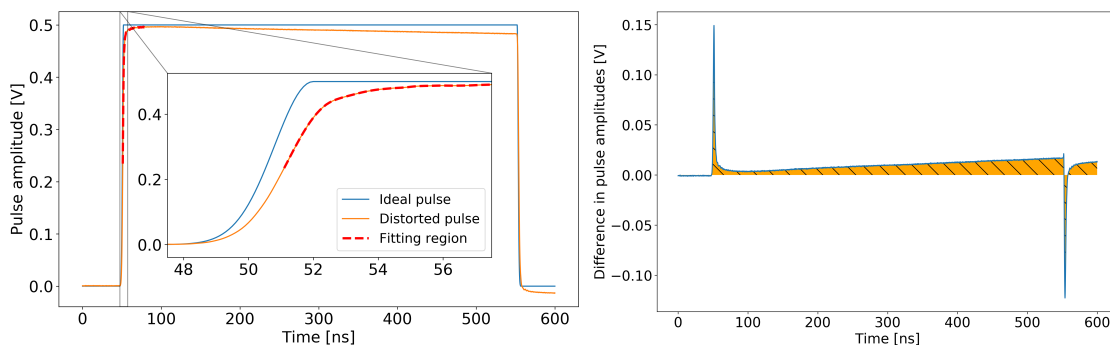 Pulse amplitude [V]
0.5
0.4
0.3
0.2
0.1
0.0
0.4
0.2
0.0
48 50 52 54 56
Ideal pulse
Distorted pulse
Fitting region
0 100 200 300 400 500 600
Time [ns]
Difference in pulse amplitudes [V]
0.15
0.10
0.05
0.00
−0.05
−0.10
0 100 200 300 400 500 600
Time [ns]